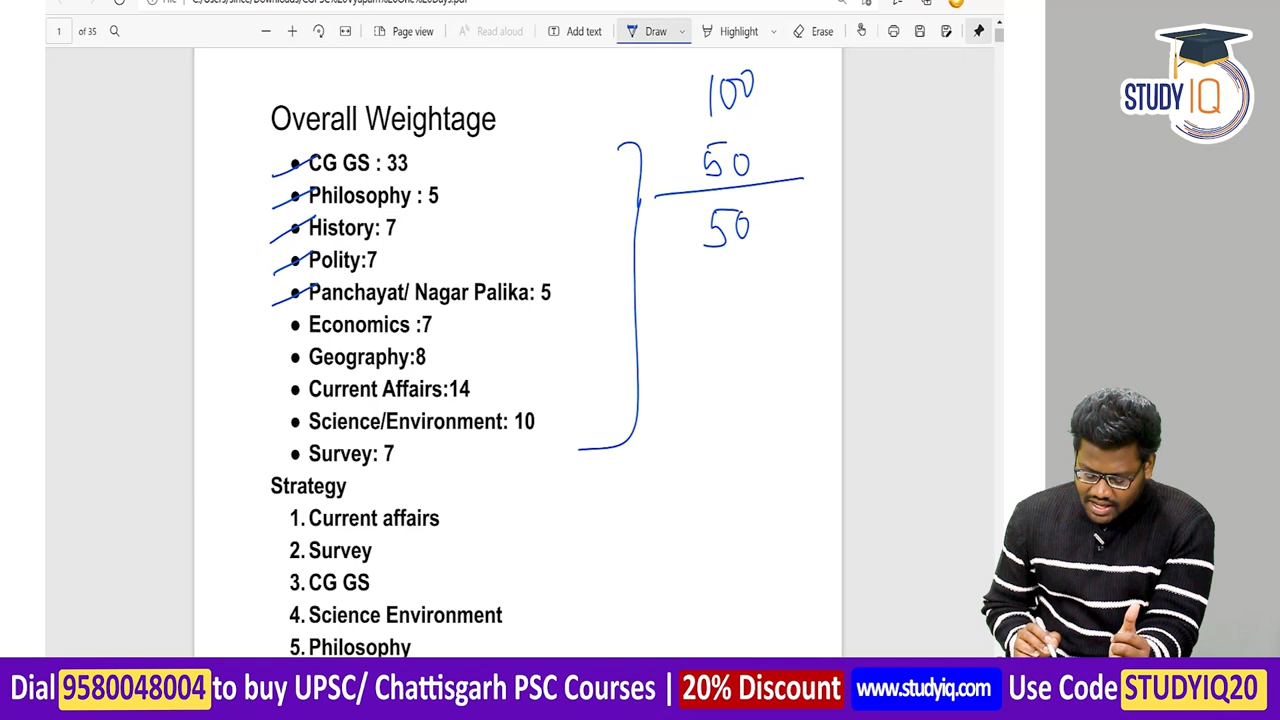 1 of 35 Page view Read aloud Add text Draw Highlight Erase
STUDY IQ
100
Overall Weightage
50
• CG GS : 33
• Philosophy : 5
50
• History: 7
• Polity:7
• Panchayat/ Nagar Palika: 5
• Economics :7
• Geography:8
• Current Affairs:14
• Science/Environment: 10
• Survey: 7
Strategy
1. Current affairs
2. Survey
3. CG GS
4. Science Environment
5. Philosophy
Dial 9580048004 to buy UPSC/ Chattisgarh PSC Courses | 20% Discount www.studyiq.com Use Code STUDYIQ20